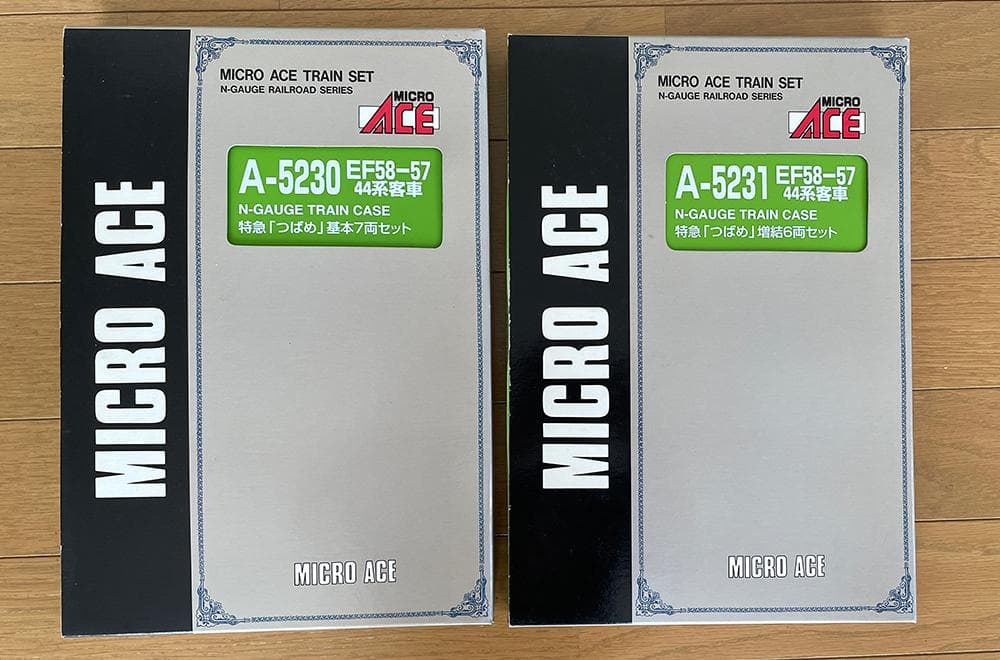 MICRO ACE
MICRO ACE TRAIN SET
N-GAUGE RAILROAD SERIES
MICRO
ACE
A-5230 EF58-57
44系客車
N-GAUGE TRAIN CASE
特急「つばめ」基本7両セット
MICRO ACE
MICRO ACE
MICRO ACE TRAIN SET
N-GAUGE RAILROAD SERIES
MICRO
ACE
A-5231 EF58-57
44系客車
N-GAUGE TRAIN CASE
特急「つばめ」増結6両セット
MICRO ACE